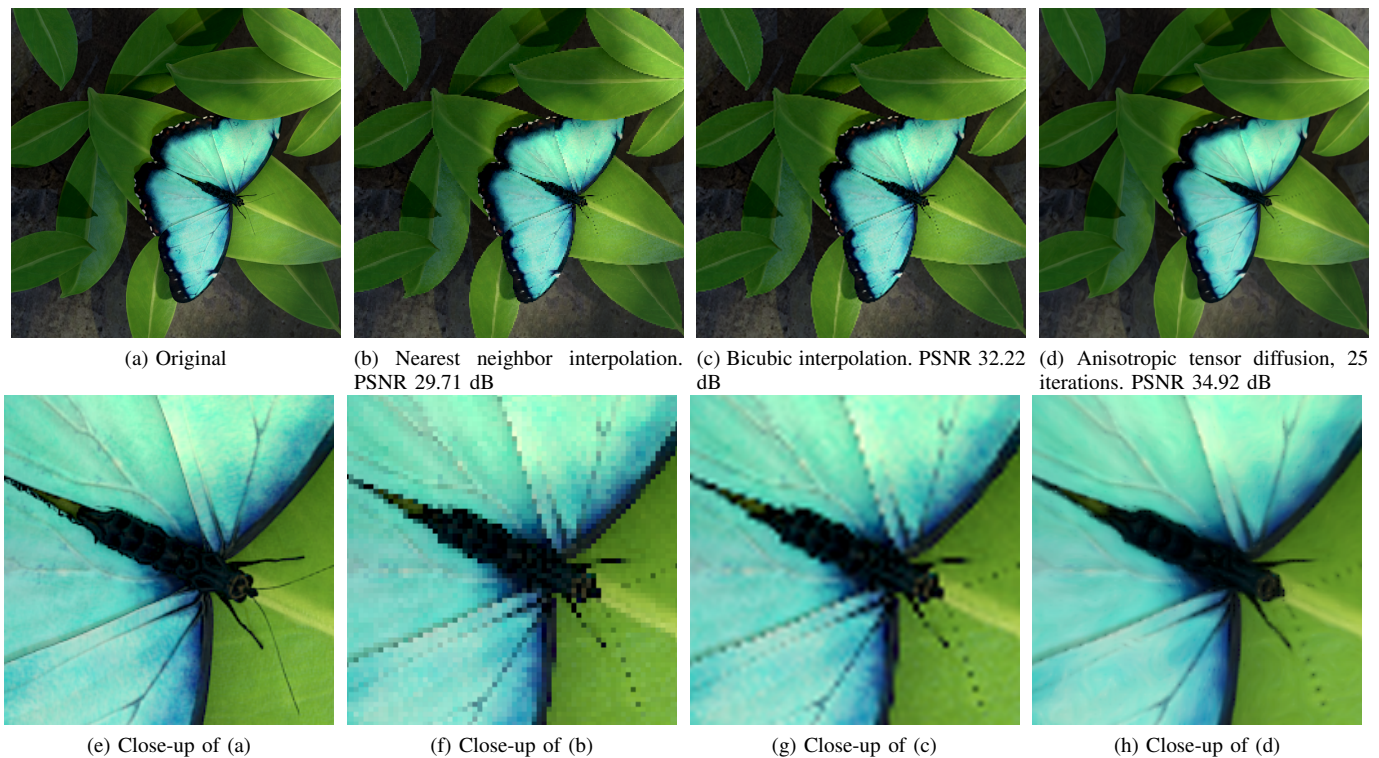 (a) Original
(b) Nearest neighbor interpolation.
PSNR 29.71 dB
(c) Bicubic interpolation. PSNR 32.22
dB
(d) Anisotropic tensor diffusion, 25
iterations. PSNR 34.92 dB
(e) Close-up of (a)
(f) Close-up of (b)
(g) Close-up of (c)
(h) Close-up of (d)